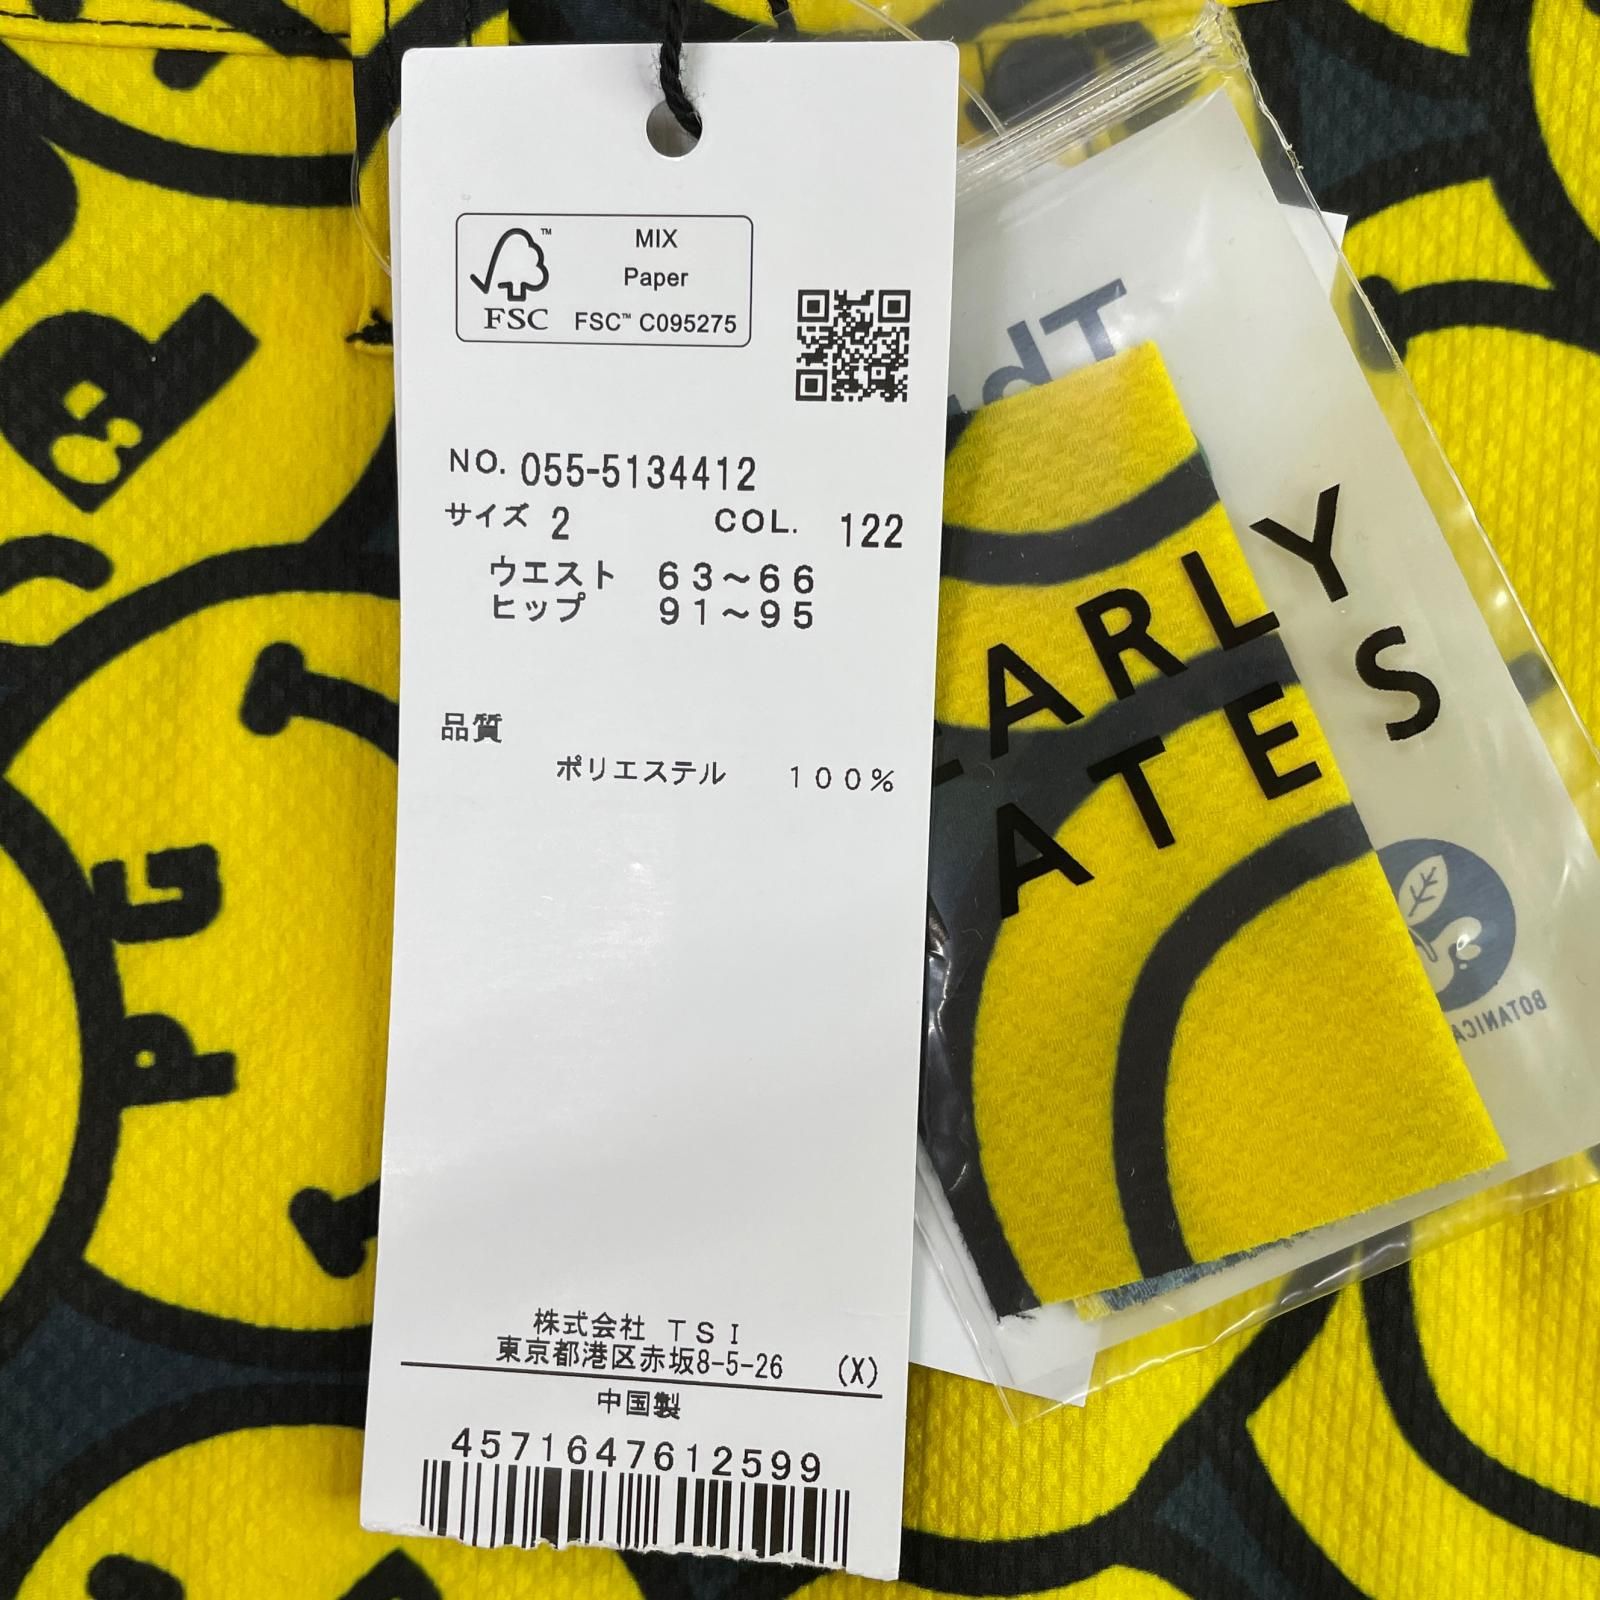 MIX
Paper
FSC™ C095275
FSC
NO. 055-5134412
サイズ 2 COL. 122
ウエスト 63～66
ヒップ 91～95
品質
ポリエステル 100%
株式会社 TSI
東京都港区赤坂8-5-26 (X)
中国製
4571647612599
EARLY
ATES
PG